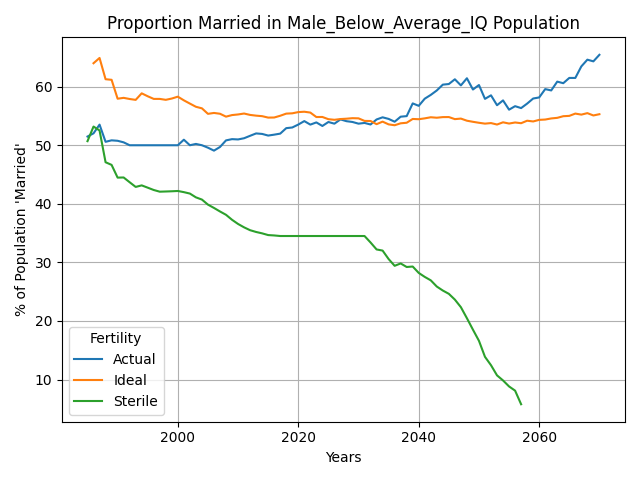 Proportion Married in Male_Below_Average_IQ Population
% of Population 'Married'
60
50
40
30
20
10
Fertility
Actual
Ideal
Sterile
2000
2020
2040
2060
Years